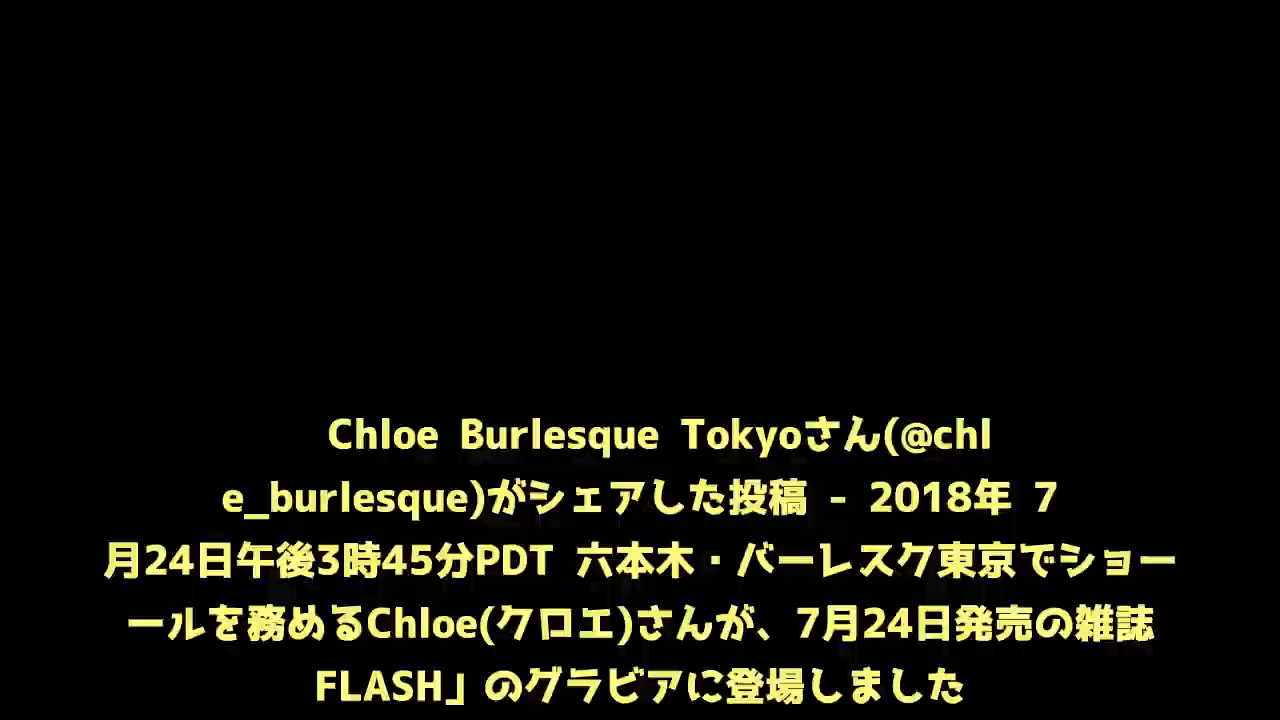 Chloe Burlesque Tokyoさん(@chl
e_burlesque)がシェアした投稿 - 2018年 7
月24日午後3時45分PDT 六本木・バーレスク東京でショー
ールを務めるChloe(クロエ)さんが、7月24日発売の雑誌
FLASH」のグラビアに登場しました